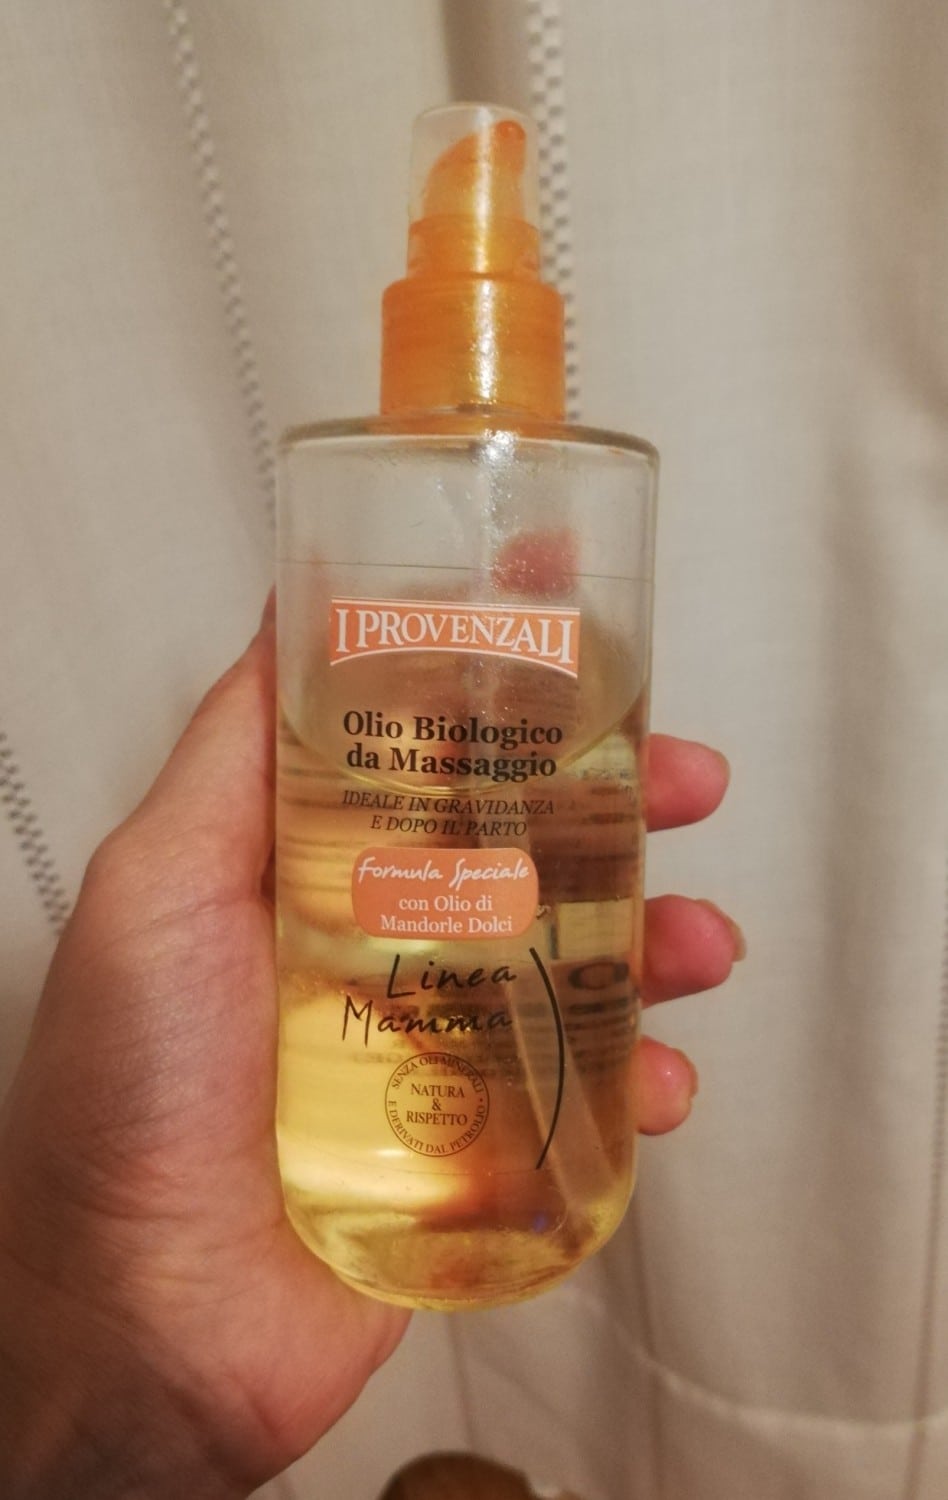 I PROVENZALI
Olio Biologico
da Massaggio
IDEALE IN GRAVIDANZA
E DOPO IL PARTO
Formula Speciale
con Olio di
Mandorle Dolci
Linea
Mamma
SENZA OLI MINERALI
E DERIVATI DAL PETROLIO •
NATURA
&
RISPETTO